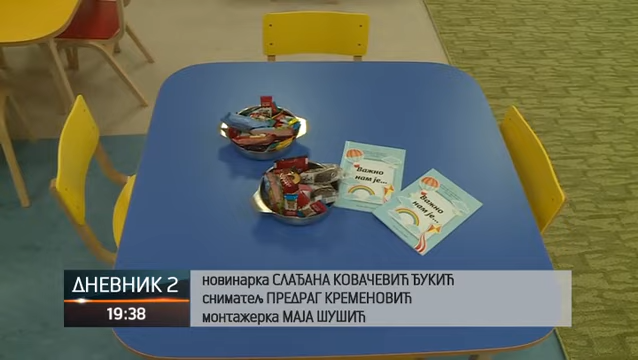 Важно
нам је...
Важно
нам је...
ДНЕВНИК 2
19:38
новинарка СЛАЂАНА КОВАЧЕВИЋ ЂУКИЋ
сниматељ ПРЕДРАГ КРЕМЕНОВИЋ
монтажерка МАЈА ШУШИЋ